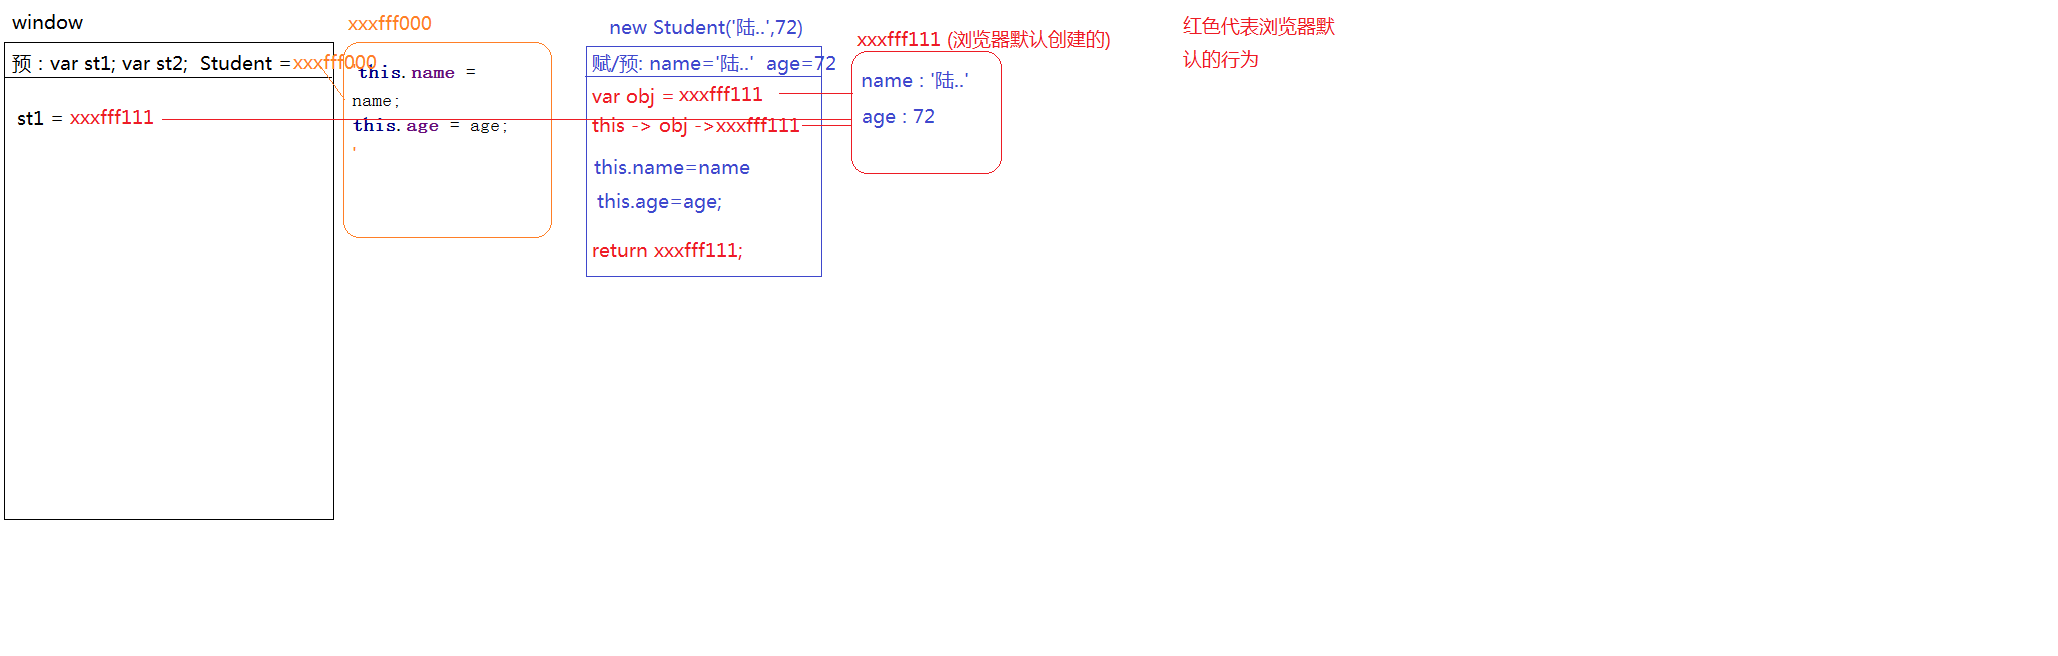 window
预 : var st1; var st2;  Student =xxxfff000
st1 = xxxfff111
xxxfff000
'this.name =
name;
this.age = age;
'
new Student('陆..',72)
赋/预: name='陆..'  age=72
var obj = xxxfff111
this -> obj ->xxxfff111
this.name=name
this.age=age;
return xxxfff111;
xxxfff111 (浏览器默认创建的)
name : '陆..'
age : 72
红色代表浏览器默
认的行为